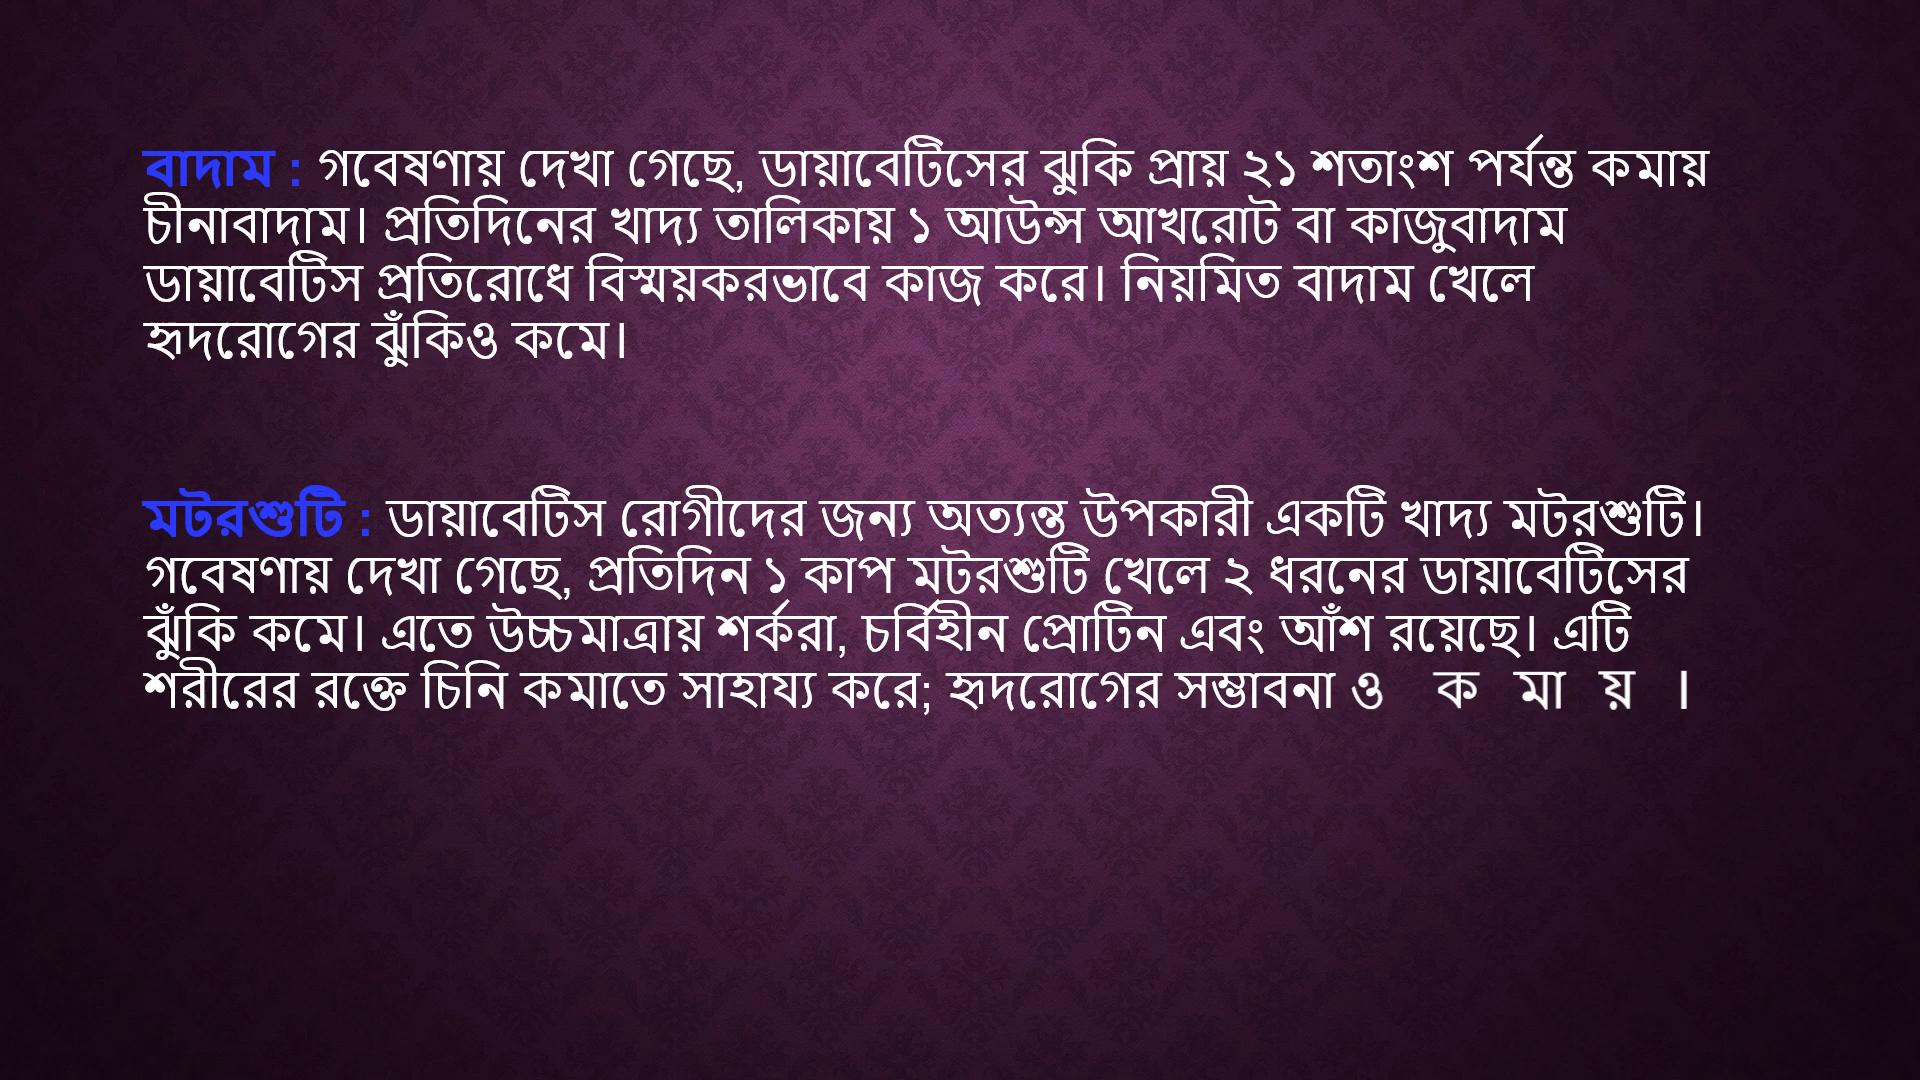 বাদাম : গবেষণায় দেখা গেছে, ডায়াবেটিসের ঝুকি প্রায় ২১ শতাংশ পর্যন্ত কমায়
চীনাবাদাম। প্রতিদিনের খাদ্য তালিকায় ১ আউন্স আখরোট বা কাজুবাদাম
ডায়াবেটিস প্রতিরোধে বিস্ময়করভাবে কাজ করে। নিয়মিত বাদাম খেলে
হৃদরোগের ঝুঁকিও কমে।
মটরশুটি : ডায়াবেটিস রোগীদের জন্য অত্যন্ত উপকারী একটি খাদ্য মটরশুটি।
গবেষণায় দেখা গেছে, প্রতিদিন ১ কাপ মটরশুটি খেলে ২ ধরনের ডায়াবেটিসের
ঝুঁকি কমে। এতে উচ্চমাত্রায় শর্করা, চর্বিহীন প্রোটিন এবং আঁশ রয়েছে। এটি
শরীরের রক্তে চিনি কমাতে সাহায্য করে; হৃদরোগের সম্ভাবনা ও ক মা য় ।